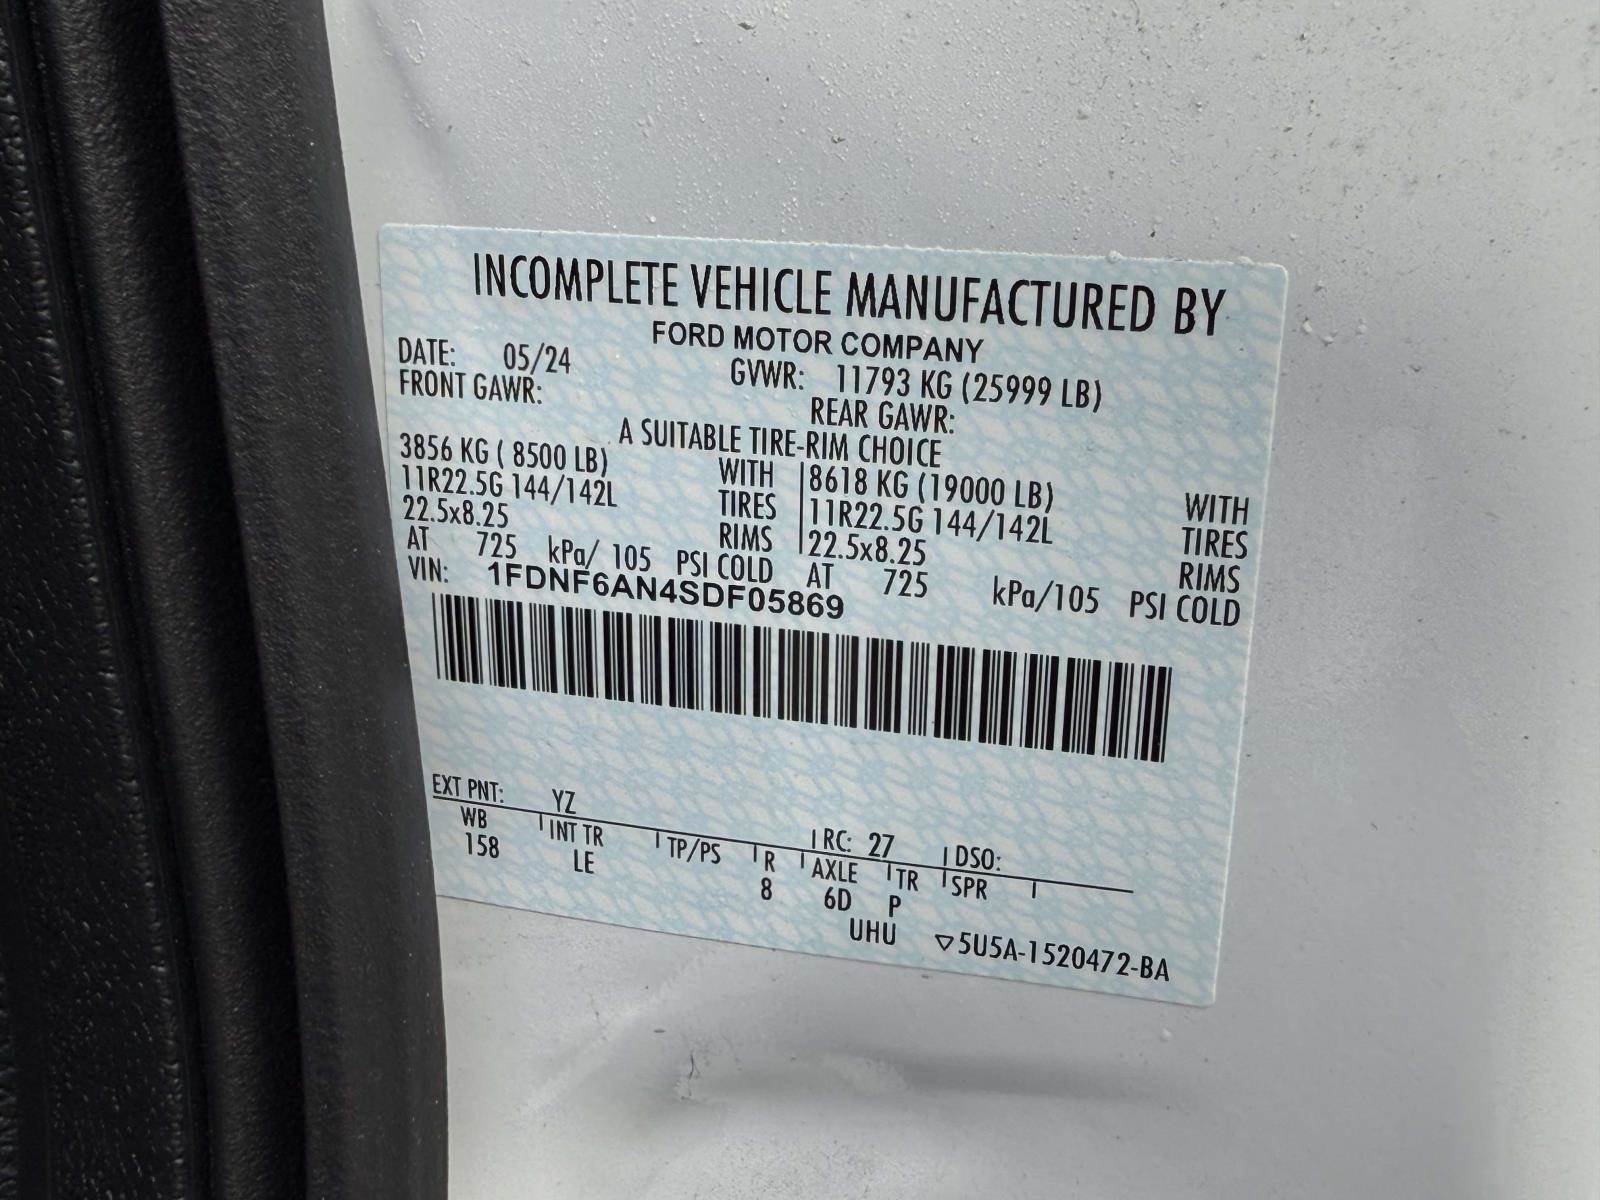 INCOMPLETE VEHICLE MANUFACTURED BY
FORD MOTOR COMPANY
DATE: 05/24 GVWR: 11793 KG (25999 LB)
FRONT GAWR: REAR GAWR:
A SUITABLE TIRE-RIM CHOICE
3856 KG ( 8500 LB) WITH 8618 KG (19000 LB) WITH
11R22.5G 144/142L TIRES 11R22.5G 144/142L TIRES
22.5x8.25 RIMS 22.5x8.25 RIMS
AT 725 kPa/ 105 PSI COLD AT 725 kPa/105 PSI COLD
VIN: 1FDNF6AN4SDF05869
EXT PNT: YZ RC: 27 DSO:
WB INT TR TP/PS R AXLE TR SPR
158 LE 8 6D P
UHU ▽5U5A-1520472-BA